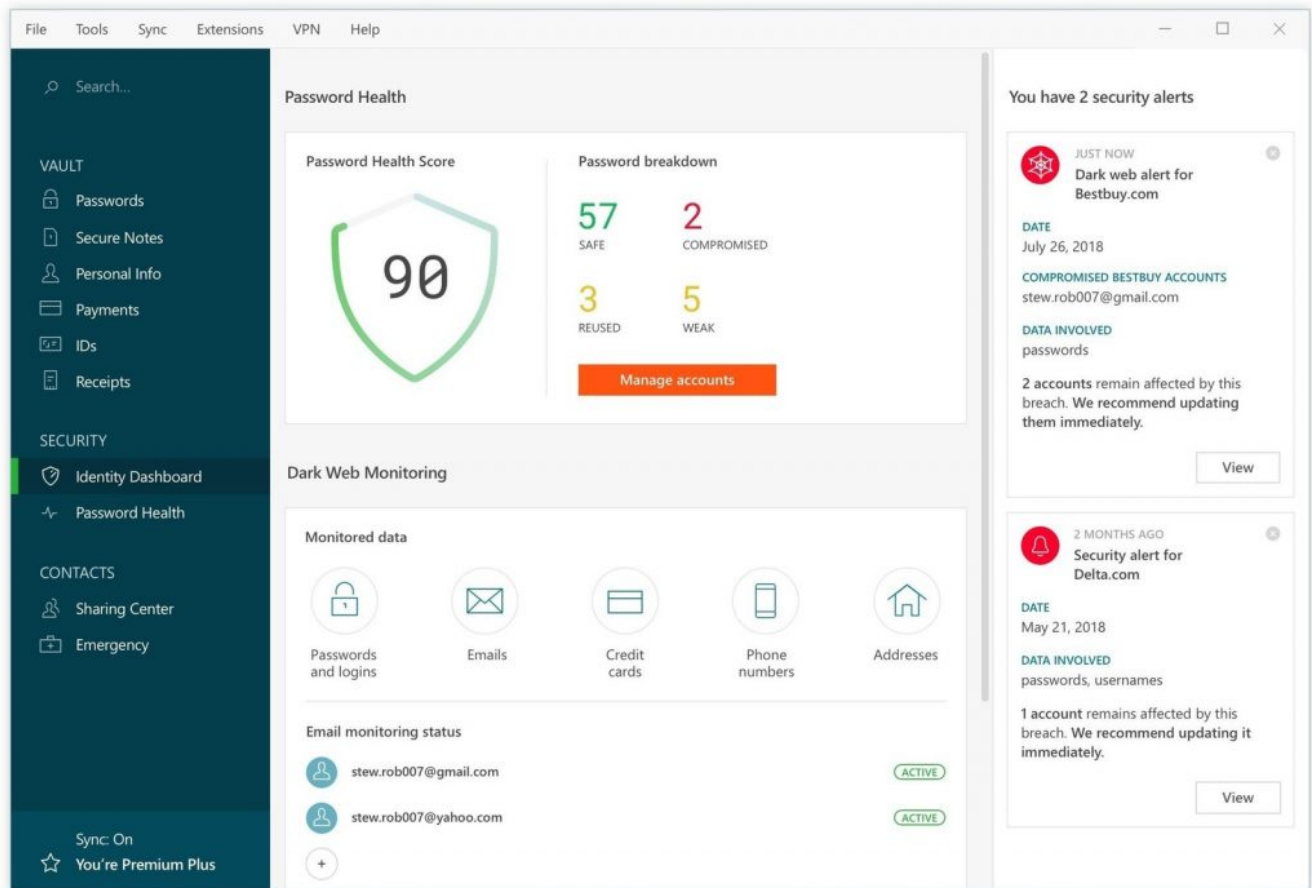 File Tools Sync Extensions VPN Help
Search...
VAULT
Passwords
Secure Notes
Personal Info
Payments
IDs
Receipts
SECURITY
Identity Dashboard
Password Health
CONTACTS
Sharing Center
Emergency
Sync: On
You're Premium Plus
Password Health
Password Health Score
90
Password breakdown
57 2
SAFE COMPROMISED
3 5
REUSED WEAK
Manage accounts
Dark Web Monitoring
Monitored data
Passwords Emails Credit Phone Addresses
and logins cards numbers
Email monitoring status
stew.rob007@gmail.com ACTIVE
stew.rob007@yahoo.com ACTIVE
+
You have 2 security alerts
JUST NOW
Dark web alert for
Bestbuy.com
DATE
July 26, 2018
COMPROMISED BESTBUY ACCOUNTS
stew.rob007@gmail.com
DATA INVOLVED
passwords
2 accounts remain affected by this
breach. We recommend updating
them immediately.
View
2 MONTHS AGO
Security alert for
Delta.com
DATE
May 21, 2018
DATA INVOLVED
passwords, usernames
1 account remains affected by this
breach. We recommend updating it
immediately.
View